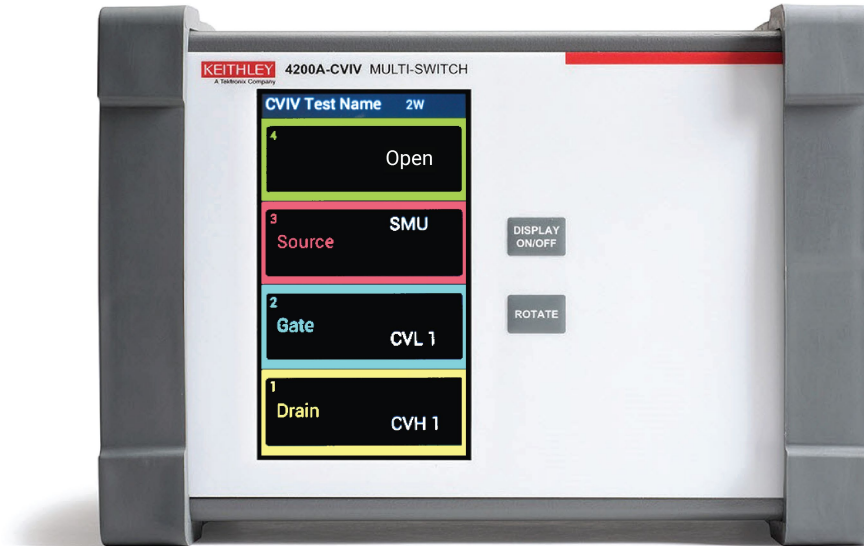 KEITHLEY 4200A-CVIV MULTI-SWITCH
A Tektronix Company
CVIV Test Name 2W
4
Open
3
SMU
Source
DISPLAY
ON/OFF
2
Gate
CVL 1
ROTATE
1
Drain
CVH 1